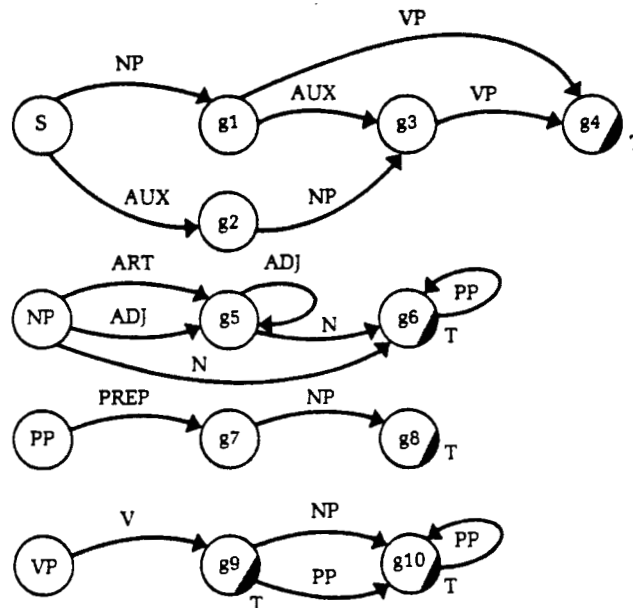 VP
NP
AUX
VP
S g1 g3 g4
AUX
NP
g2
ART
ADJ
PP
NP
ADJ
g5
g6
N
T
N
PREP
NP
PP g7 g8
T
V
NP
PP
VP g9 g10
PP
T
T